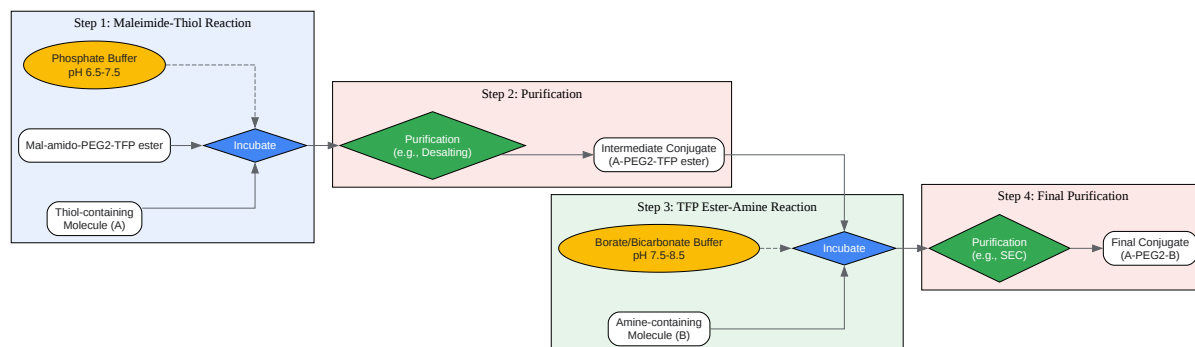 Step 1: Maleimide-Thiol Reaction
Phosphate Buffer
pH 6.5-7.5
Mal-amido-PEG2-TFP ester
Incubate
Thiol-containing
Molecule (A)
Step 2: Purification
Purification
(e.g., Desalting)
Intermediate Conjugate
(A-PEG2-TFP ester)
Step 3: TFP Ester-Amine Reaction
Borate/Bicarbonate Buffer
pH 7.5-8.5
Incubate
Amine-containing
Molecule (B)
Step 4: Final Purification
Purification
(e.g., SEC)
Final Conjugate
(A-PEG2-B)